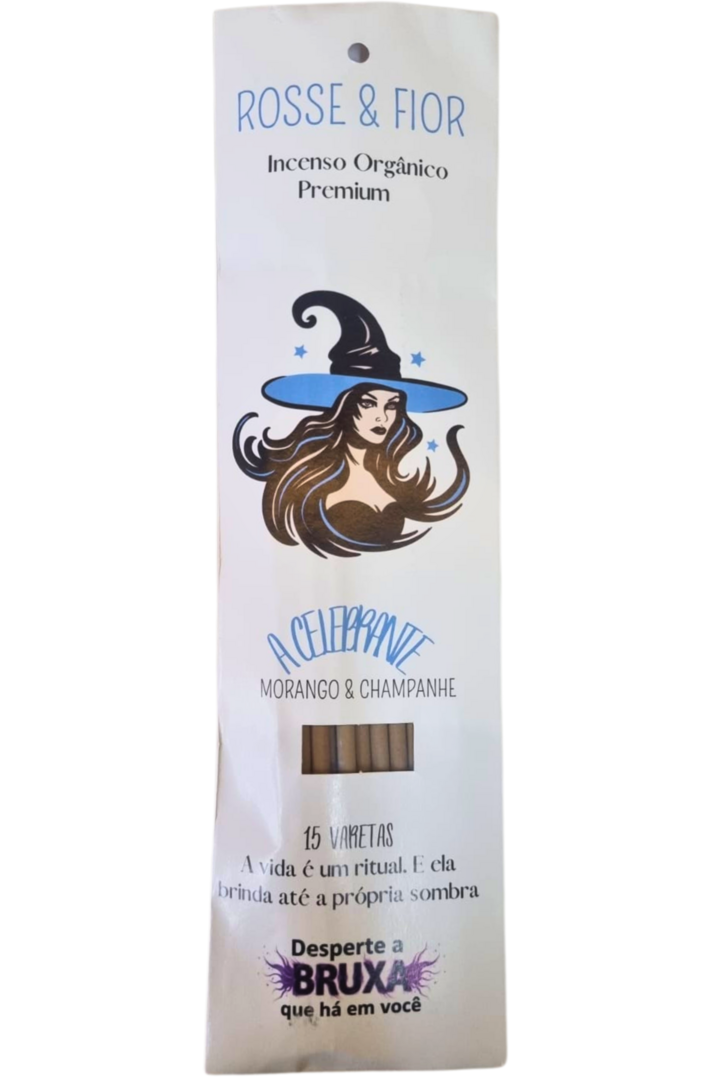 ROSSE & FIOR
Incenso Orgânico
Premium
A CELEBRANTE
MORANGO & CHAMPANHE
15 VARETAS
A vida é um ritual. E ela
brinda até a própria sombra
Desperte a
BRUXA
que há em você